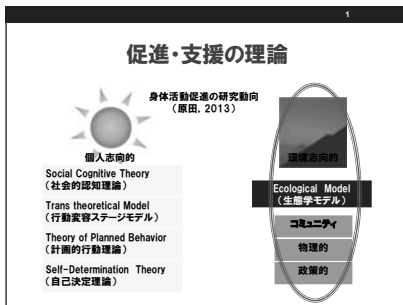 1
促進・支援の理論
身体活動促進の研究動向
（原田, 2013）
個人志向的
Social Cognitive Theory
（社会的認知理論）
Trans theoretical Model
（行動変容ステージモデル）
Theory of Planned Behavior
（計画的行動理論）
Self-Determination Theory
（自己決定理論）
環境志向的
Ecological Model
（生態学モデル）
コミュニティ
物理的
政策的